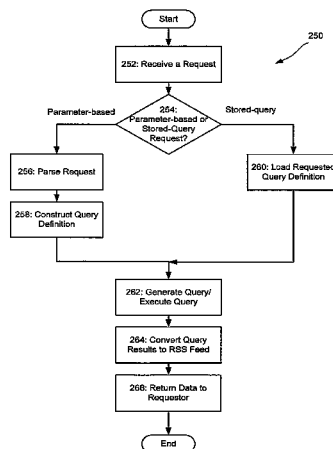 Start
250
252: Receive a Request
254:
Parameter-based or
Stored-Query
Request?
Parameter-based
Stored-query
256: Parse Request
260: Load Requested
Query Definition
258: Construct Query
Definition
262: Generate Query/
Execute Query
264: Convert Query
Results to RSS Feed
268: Return Data to
Requestor
End